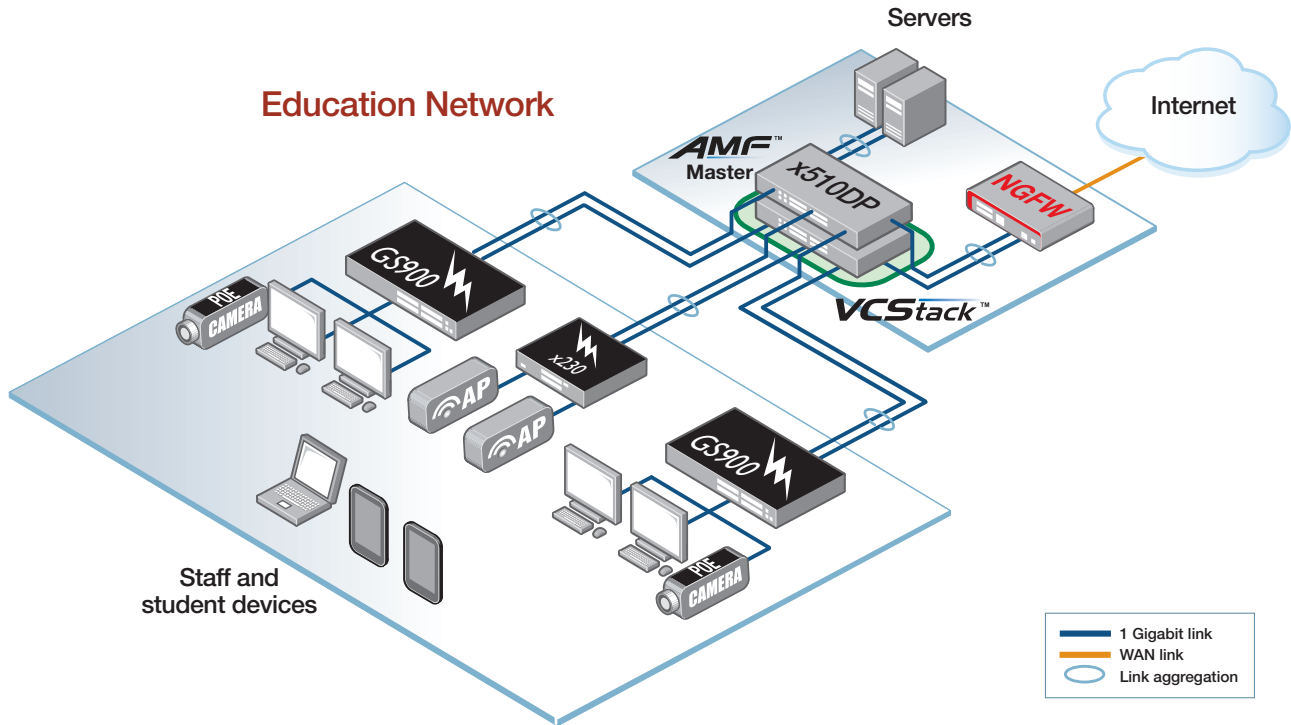 Servers
Education Network
Internet
AMF™
Master
x510DP
NGFW
VCStack™
GS900
POE
CAMERA
x230
AP
AP
GS900
POE
CAMERA
Staff and
student devices
1 Gigabit link
WAN link
Link aggregation